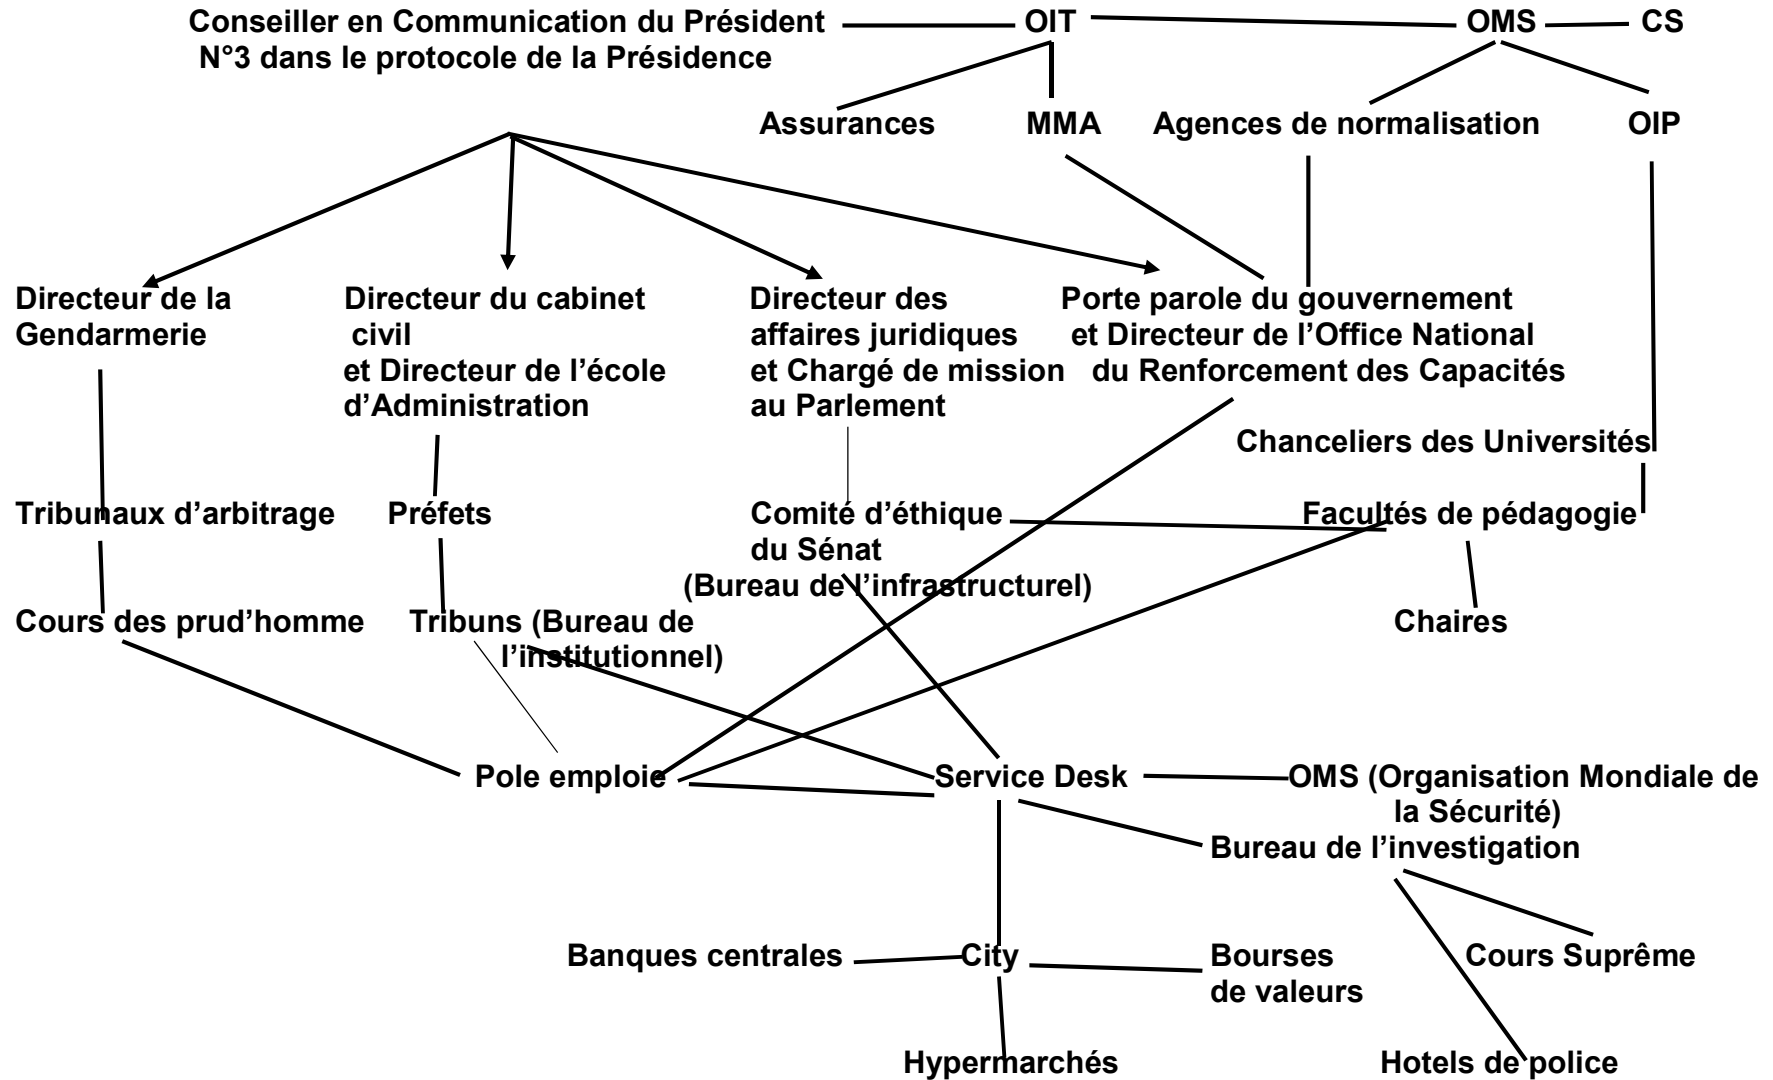 Conseiller en Communication du Président OIT OMS CS
N°3 dans le protocole de la Présidence
Assurances MMA Agences de normalisation OIP
Directeur de la Directeur du cabinet Directeur des Porte parole du gouvernement
Gendarmerie civil affaires juridiques et Directeur de l’Office National
et Directeur de l’école et Chargé de mission du Renforcement des Capacités
d’Administration au Parlement
Chanceliers des Universités
Tribunaux d’arbitrage Préfets Comité d’éthique Facultés de pédagogie
du Sénat
(Bureau de l’infrastructurel)
Cours des prud’homme Tribuns (Bureau de Chaires
l’institutionnel)
Pole emploie Service Desk OMS (Organisation Mondiale de
la Sécurité)
Bureau de l’investigation
Banques centrales City Bourses Cours Suprême
de valeurs
Hypermarchés Hotels de police